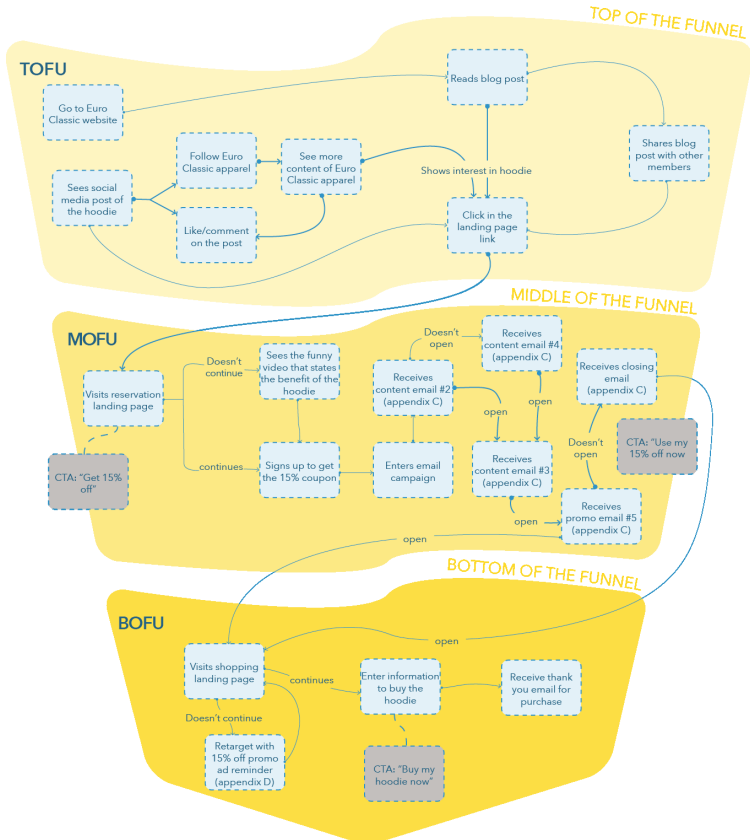 TOP OF THE FUNNEL
TOFU
Go to Euro
Classic website
Reads blog post
Follow Euro
Classic apparel
See more
content of Euro
Classic apparel
Shares blog
post with other
members
Shows interest in hoodie
Sees social
media post of
the hoodie
Like/comment
on the post
Click in the
landing page
link
MIDDLE OF THE FUNNEL
MOFU
Visits reservation
landing page
Doesn't
continue
Sees the funny
video that states
the benefit of the
hoodie
Doesn't
open
Receives
content email #4
(appendix C)
Receives
content email #2
(appendix C)
open
open
Receives closing
email
(appendix C)
CTA: "Get 15%
off"
continues
Signs up to get
the 15% coupon
Enters email
campaign
Receives
content email #3
(appendix C)
Doesn't
open
CTA: "Use my
15% off now
open
Receives
promo email #5
(appendix C)
open
BOTTOM OF THE FUNNEL
BOFU
open
Visits shopping
landing page
continues
Enter information
to buy the
hoodie
Receive thank
you email for
purchase
Doesn't continue
Retarget with
15% off promo
ad reminder
(appendix D)
CTA: "Buy my
hoodie now"